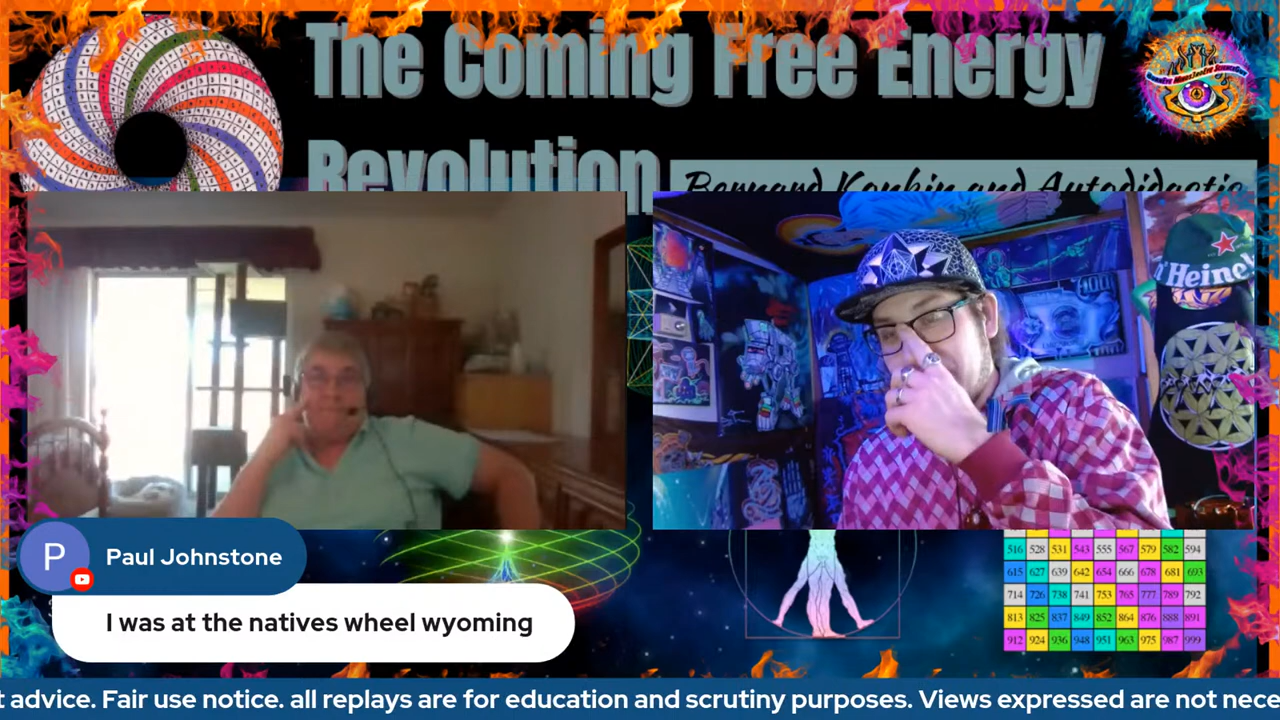 The Coming Free Energy
Revolution
Bernard Konkin and Autodidactic
Heine
P
Paul Johnstone
I was at the natives wheel wyoming
516 528 531 543 555 567 579 582 594
615 627 639 642 654 666 678 681 693
714 726 738 741 753 765 777 789 792
813 825 837 849 852 864 876 888 891
912 924 936 948 951 963 975 987 999
t advice. Fair use notice. all replays are for education and scrutiny purposes. Views expressed are not nece